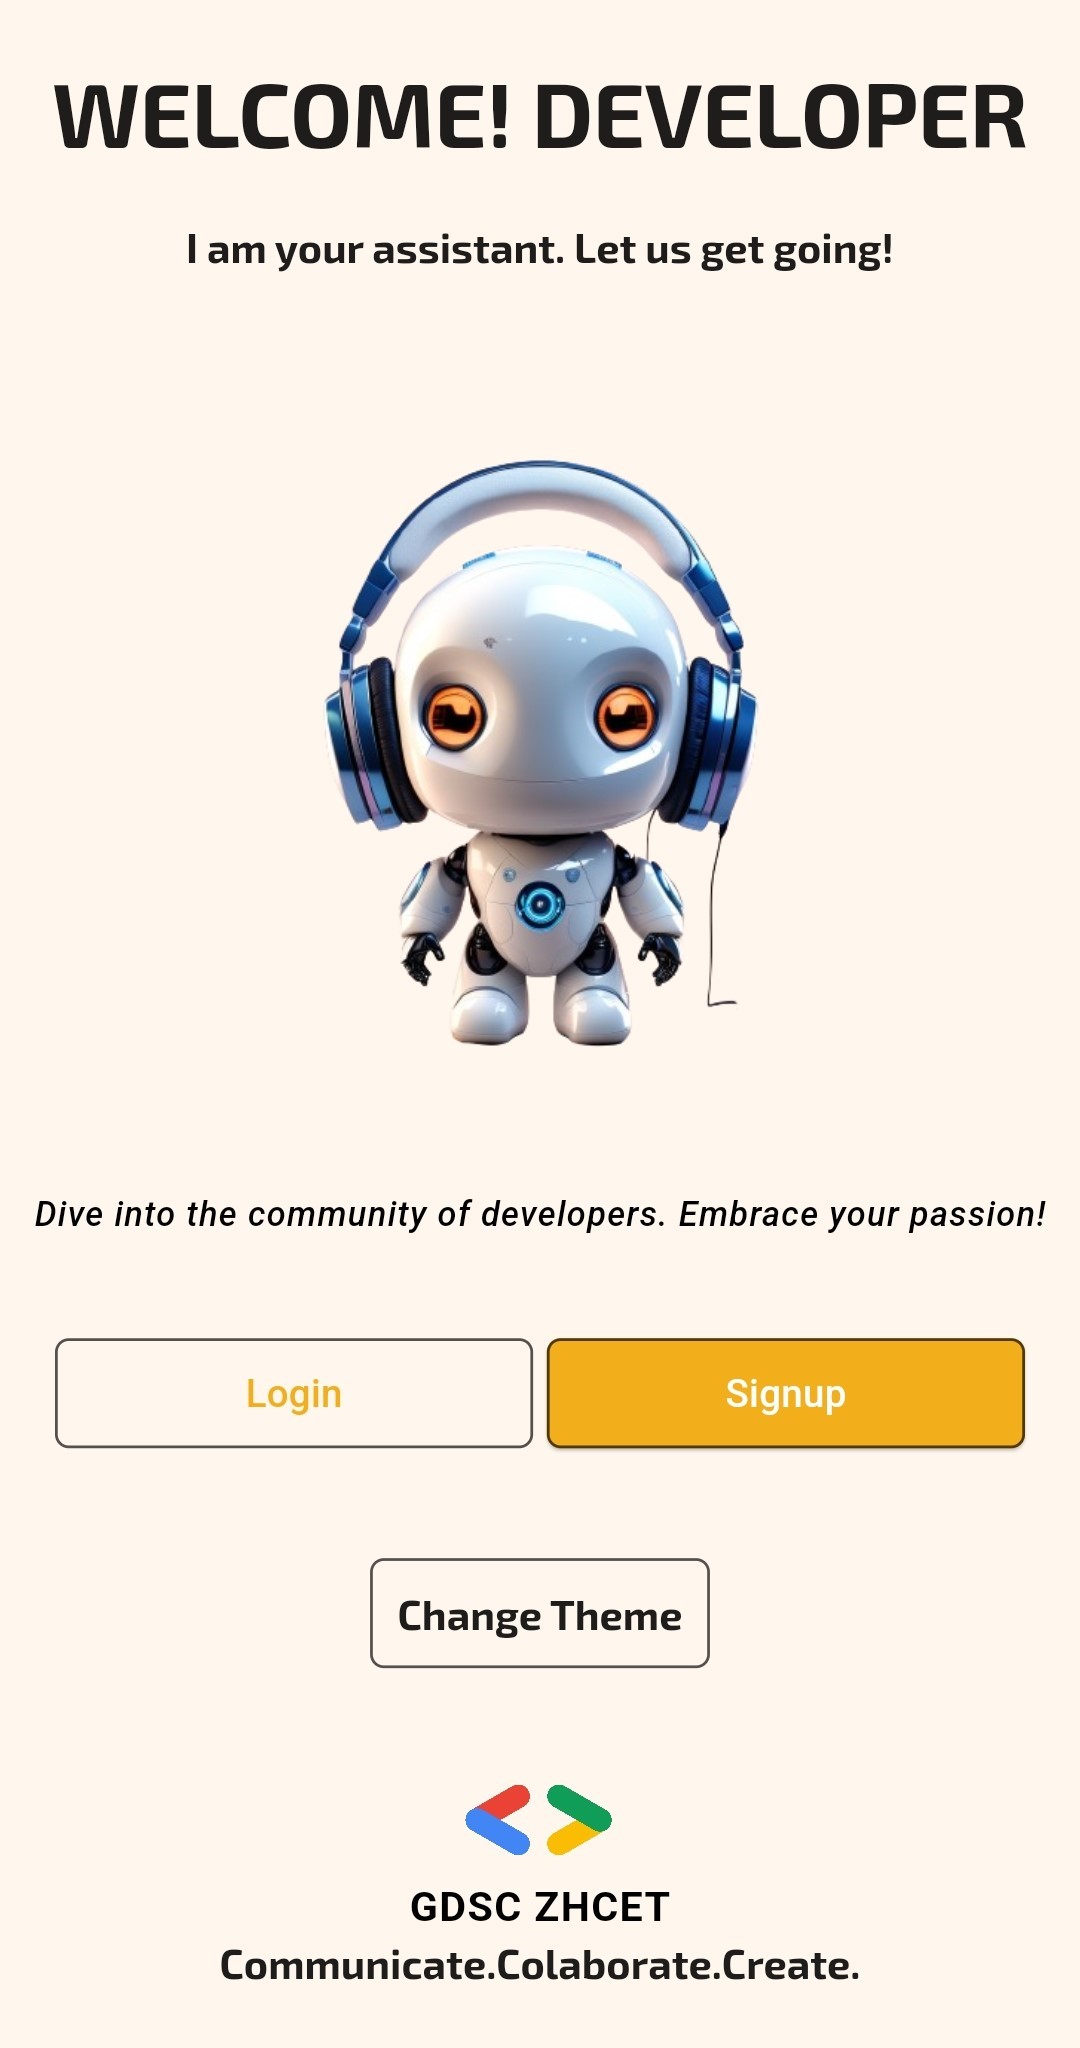 WELCOME! DEVELOPER
I am your assistant. Let us get going!
Dive into the community of developers. Embrace your passion!
Login
Signup
Change Theme
GDSC ZHCET
Communicate.Colaborate.Create.